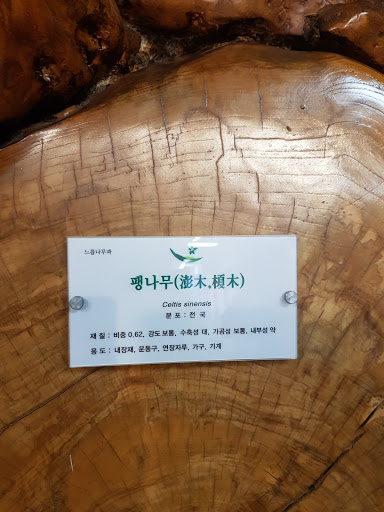 느릅나무과
팽나무(澎木,榎木)
Celtis sinensis
분 포 : 전 국
재 질 : 비중 0.62, 강도 보통, 수축성 대, 가공성 보통, 내부성 약
용 도 : 내장재, 운동구, 연장자루, 가구, 기계